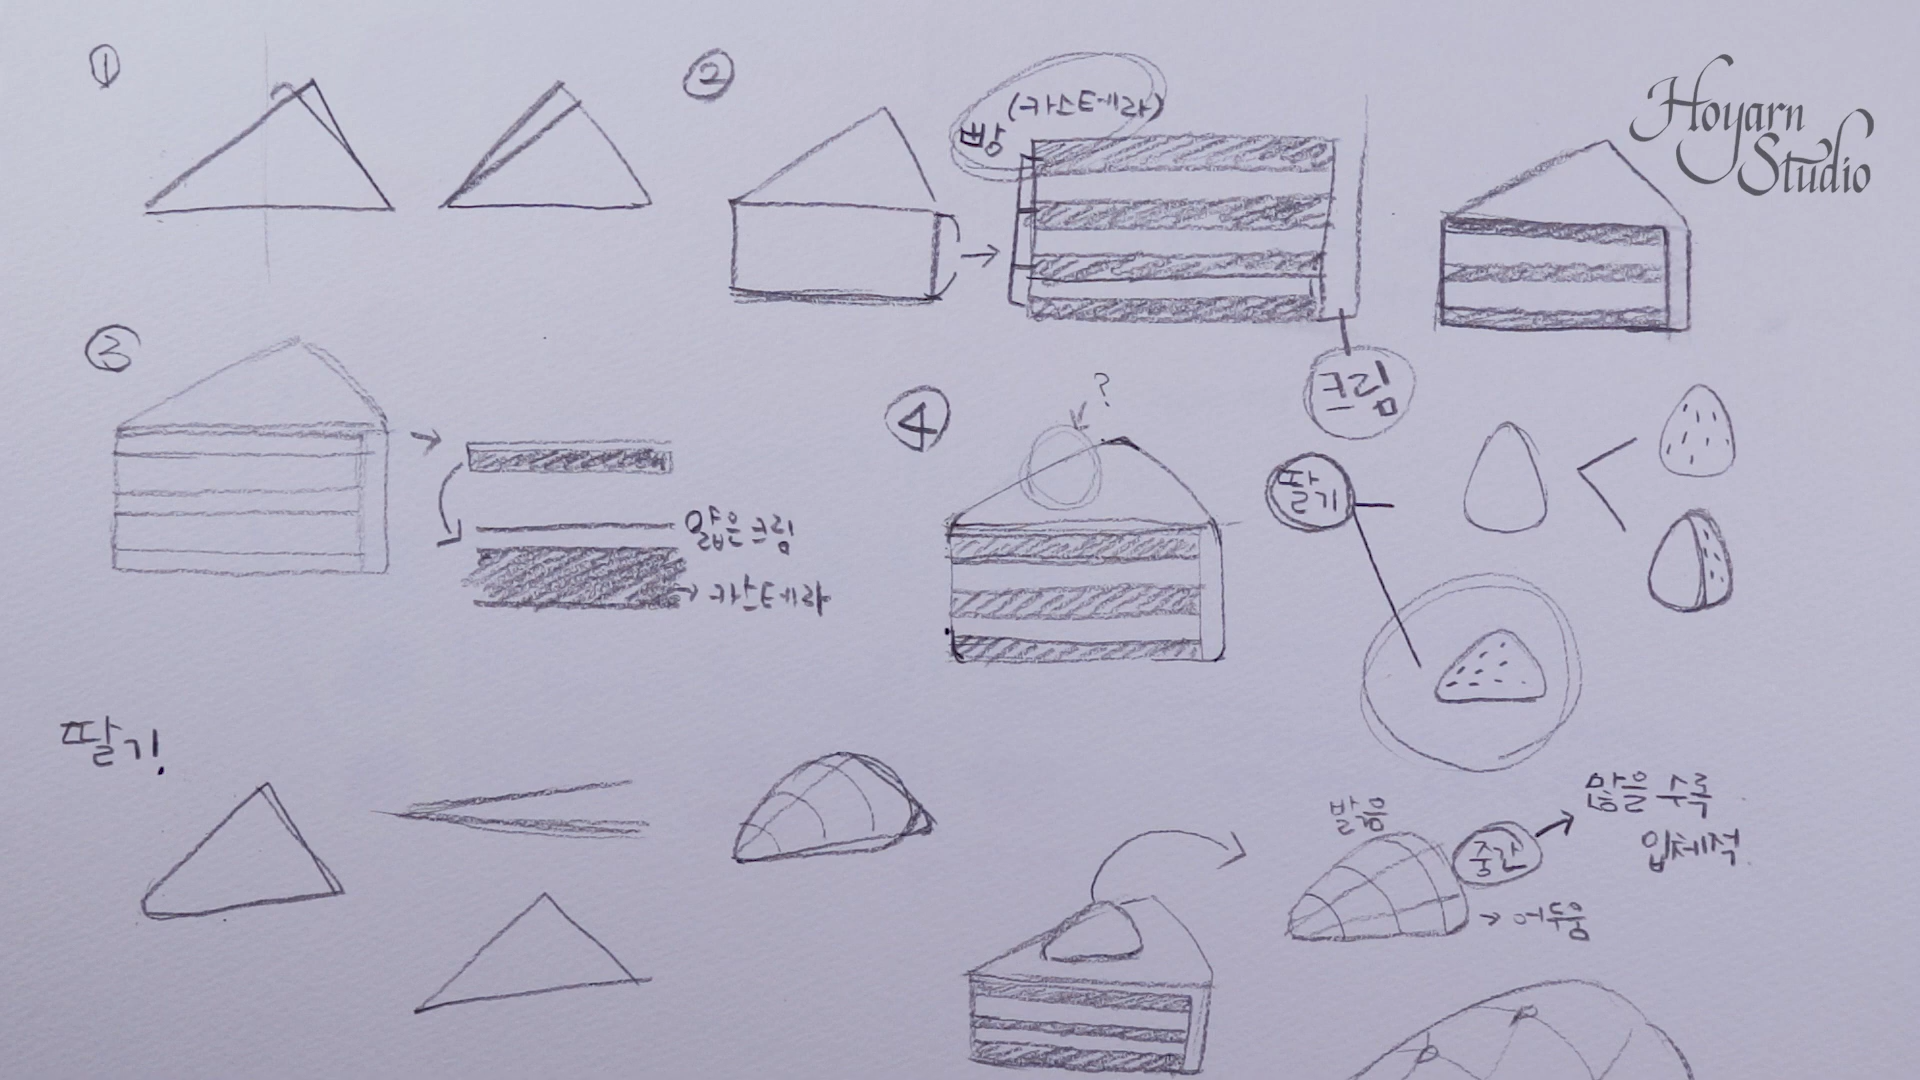 ①
②
(카스테라)
빵
Hoyarn
Studio
③
크림
④
?
얇은 크림
카스테라
딸기
딸기!
밝음
중간
많을 수록
입체적
어두움